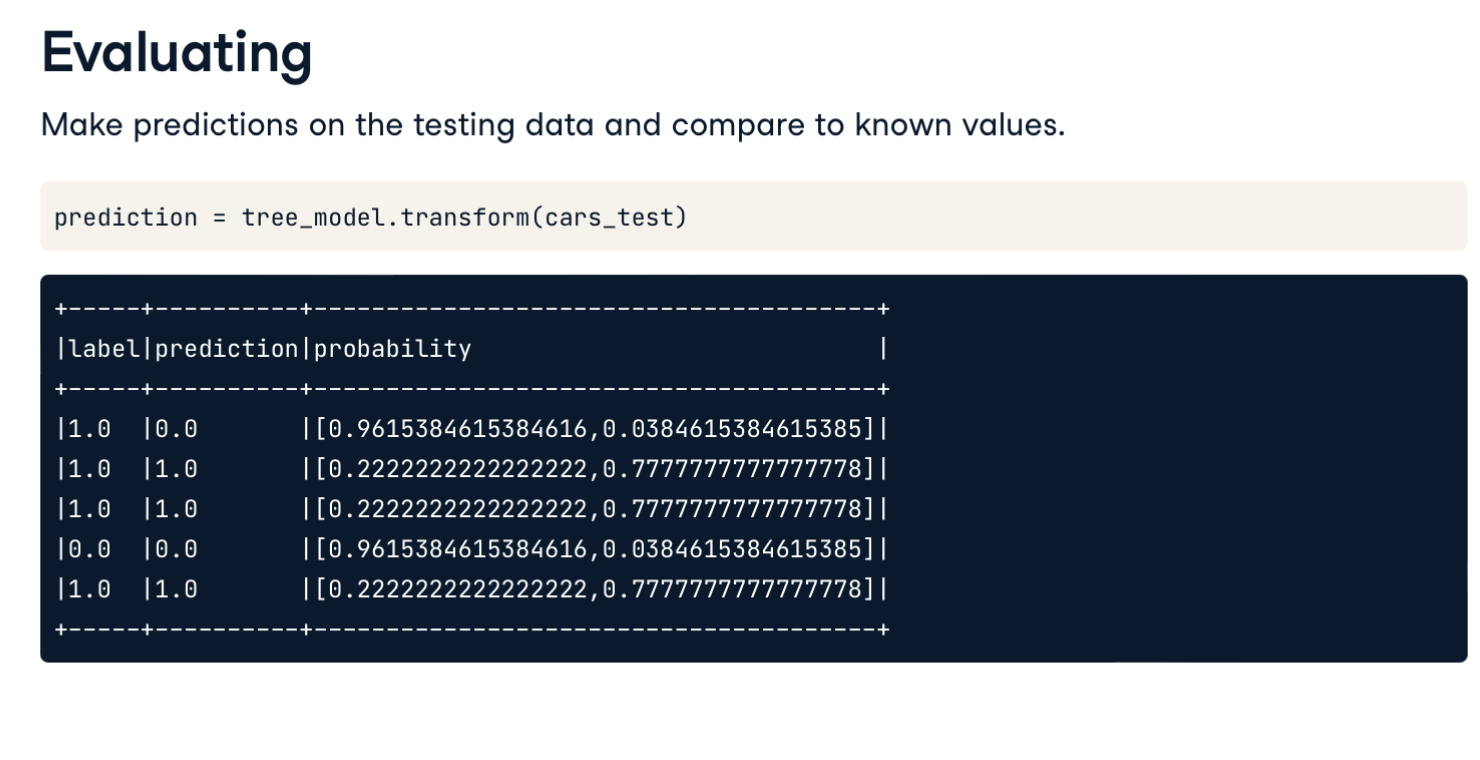 Evaluating
Make predictions on the testing data and compare to known values.
prediction = tree_model.transform(cars_test)
+-----+----------+---------------------------------------+
|label|prediction|probability                            |
+-----+----------+---------------------------------------+
|1.0  |0.0       |[0.9615384615384616,0.0384615384615385]|
|1.0  |1.0       |[0.2222222222222222,0.7777777777777778]|
|1.0  |1.0       |[0.2222222222222222,0.7777777777777778]|
|0.0  |0.0       |[0.9615384615384616,0.0384615384615385]|
|1.0  |1.0       |[0.2222222222222222,0.7777777777777778]|
+-----+----------+---------------------------------------+